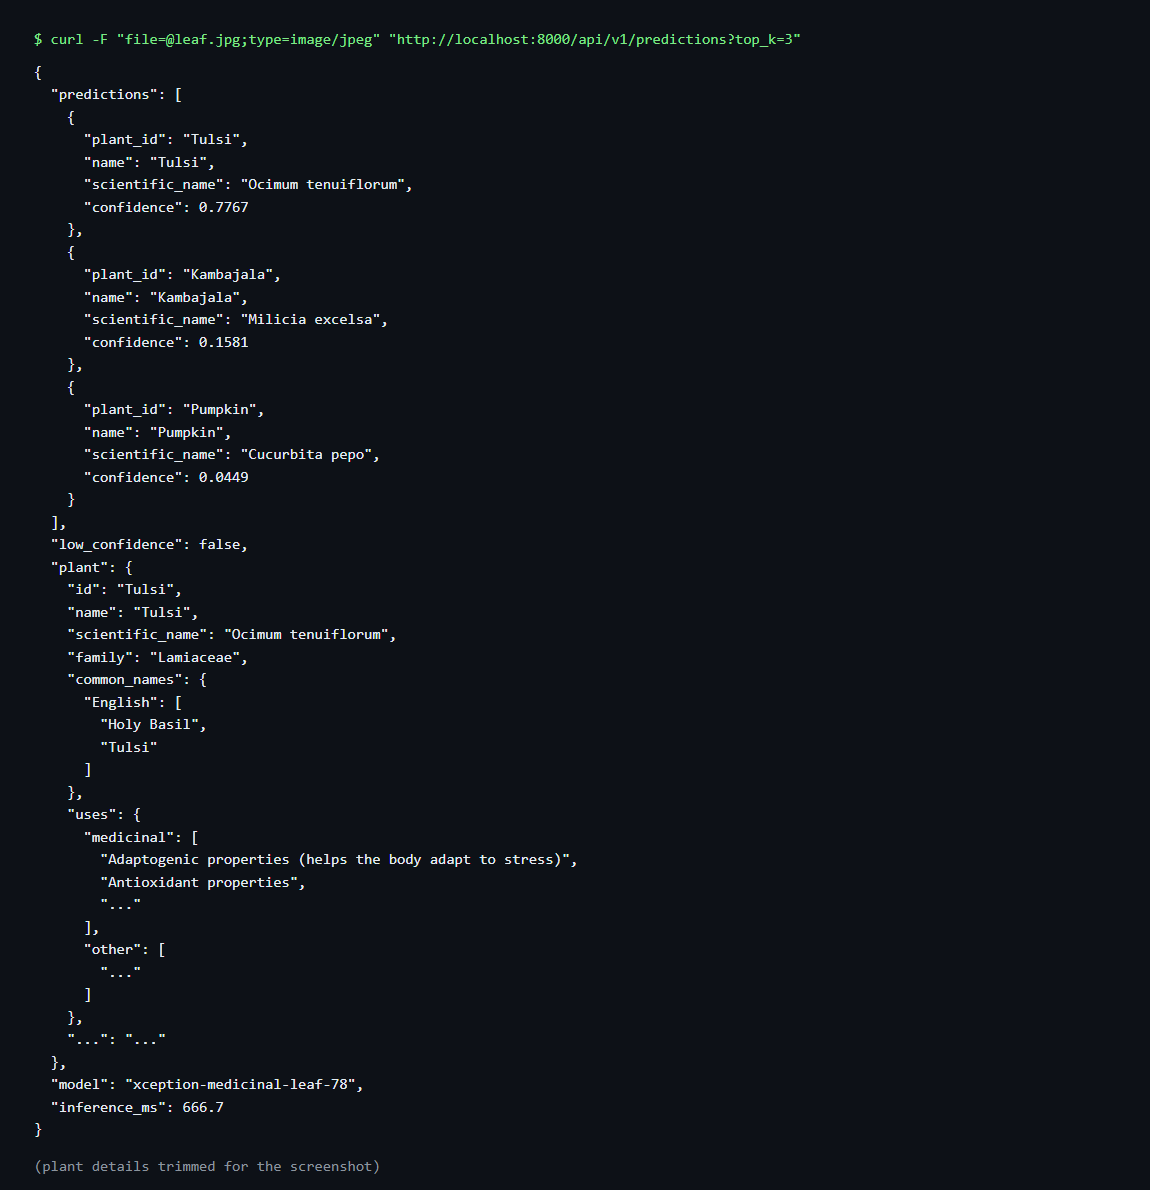 $ curl -F "file=@leaf.jpg;type=image/jpeg" "http://localhost:8000/api/v1/predictions?top_k=3"
{
  "predictions": [
    {
      "plant_id": "Tulsi",
      "name": "Tulsi",
      "scientific_name": "Ocimum tenuiflorum",
      "confidence": 0.7767
    },
    {
      "plant_id": "Kambajala",
      "name": "Kambajala",
      "scientific_name": "Milicia excelsa",
      "confidence": 0.1581
    },
    {
      "plant_id": "Pumpkin",
      "name": "Pumpkin",
      "scientific_name": "Cucurbita pepo",
      "confidence": 0.0449
    }
  ],
  "low_confidence": false,
  "plant": {
    "id": "Tulsi",
    "name": "Tulsi",
    "scientific_name": "Ocimum tenuiflorum",
    "family": "Lamiaceae",
    "common_names": {
      "English": [
        "Holy Basil",
        "Tulsi"
      ]
    },
    "uses": {
      "medicinal": [
        "Adaptogenic properties (helps the body adapt to stress)",
        "Antioxidant properties",
        "..."
      ],
      "other": [
        "..."
      ]
    },
    "...": "..."
  },
  "model": "xception-medicinal-leaf-78",
  "inference_ms": 666.7
}
(plant details trimmed for the screenshot)